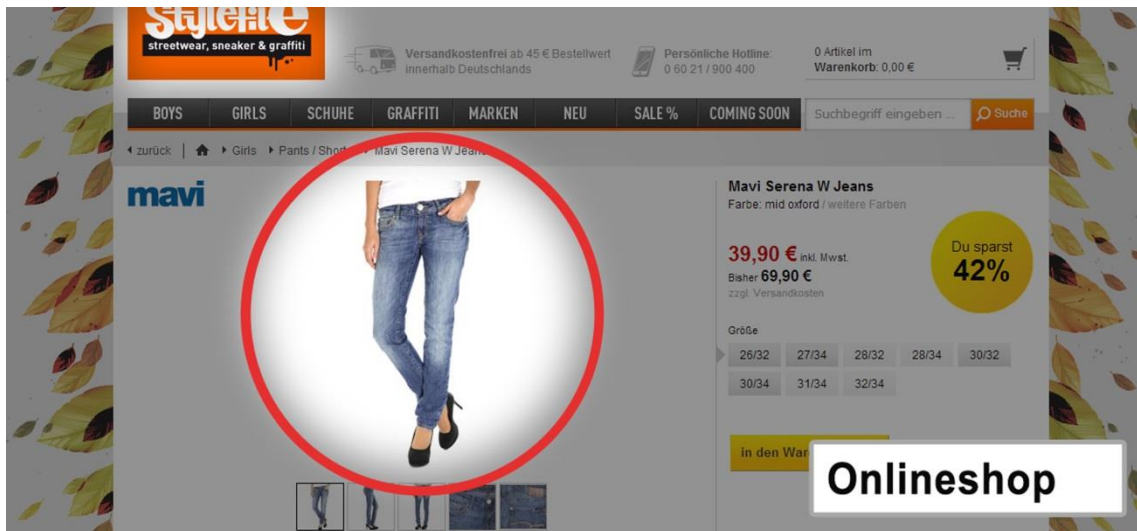 Stylefile
streetwear, sneaker & graffiti
Versandkostenfrei ab 45 € Bestellwert
innerhalb Deutschlands
Persönliche Hotline:
0 60 21 / 900 400
0 Artikel im
Warenkorb: 0,00 €
BOYS GIRLS SCHUHE GRAFFITI MARKEN NEU SALE % COMING SOON Suchbegriff eingeben ... Suche
zurück | Girls Pants / Shorts Mavi Serena W Jeans
mavi
Mavi Serena W Jeans
Farbe: mid oxford / weitere Farben
39,90 € inkl. Mwst.
Bisher 69,90 €
zzgl. Versandkosten
Du sparst
42%
Größe
26/32 27/34 28/32 28/34 30/32
30/34 31/34 32/34
in den War
Onlineshop